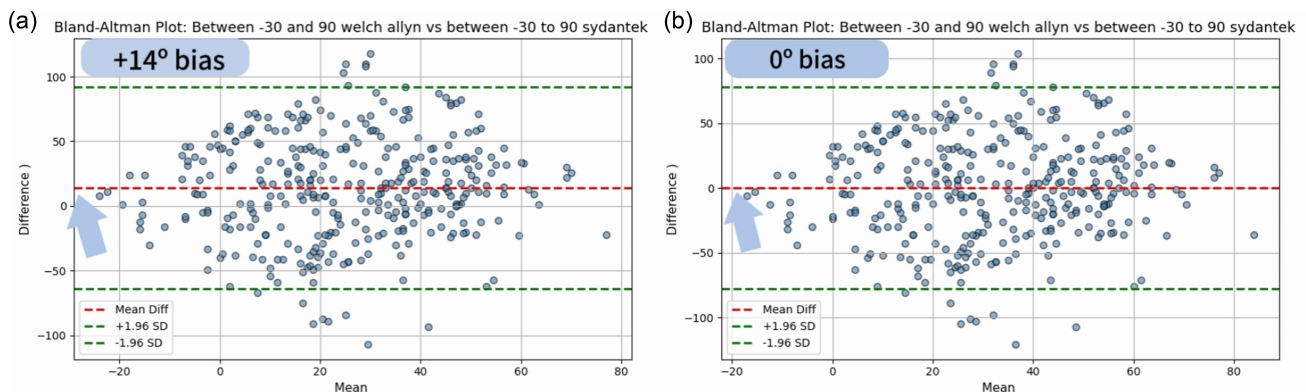 (a)
Bland-Altman Plot: Between -30 and 90 welch allyn vs between -30 to 90 sydantek
+14º bias
100
50
0
−50
−100
Difference )
Mean Diff
+1.96 SD
-1.96 SD
−20 0 20 40 60 80
Mean
(b)
Bland-Altman Plot: Between -30 and 90 welch allyn vs between -30 to 90 sydantek
0º bias
100
50
0
−50
−100
Difference )
Mean Diff
+1.96 SD
-1.96 SD
−20 0 20 40 60 80
Mean